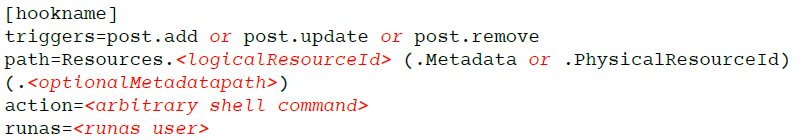 [hookname]
triggers=post.add or post.update or post.remove
path=Resources.<logicalResourceId> (.Metadata or .PhysicalResourceId)
(.<optionalMetadatapath>)
action=<arbitrary shell command>
runas=<runas user>